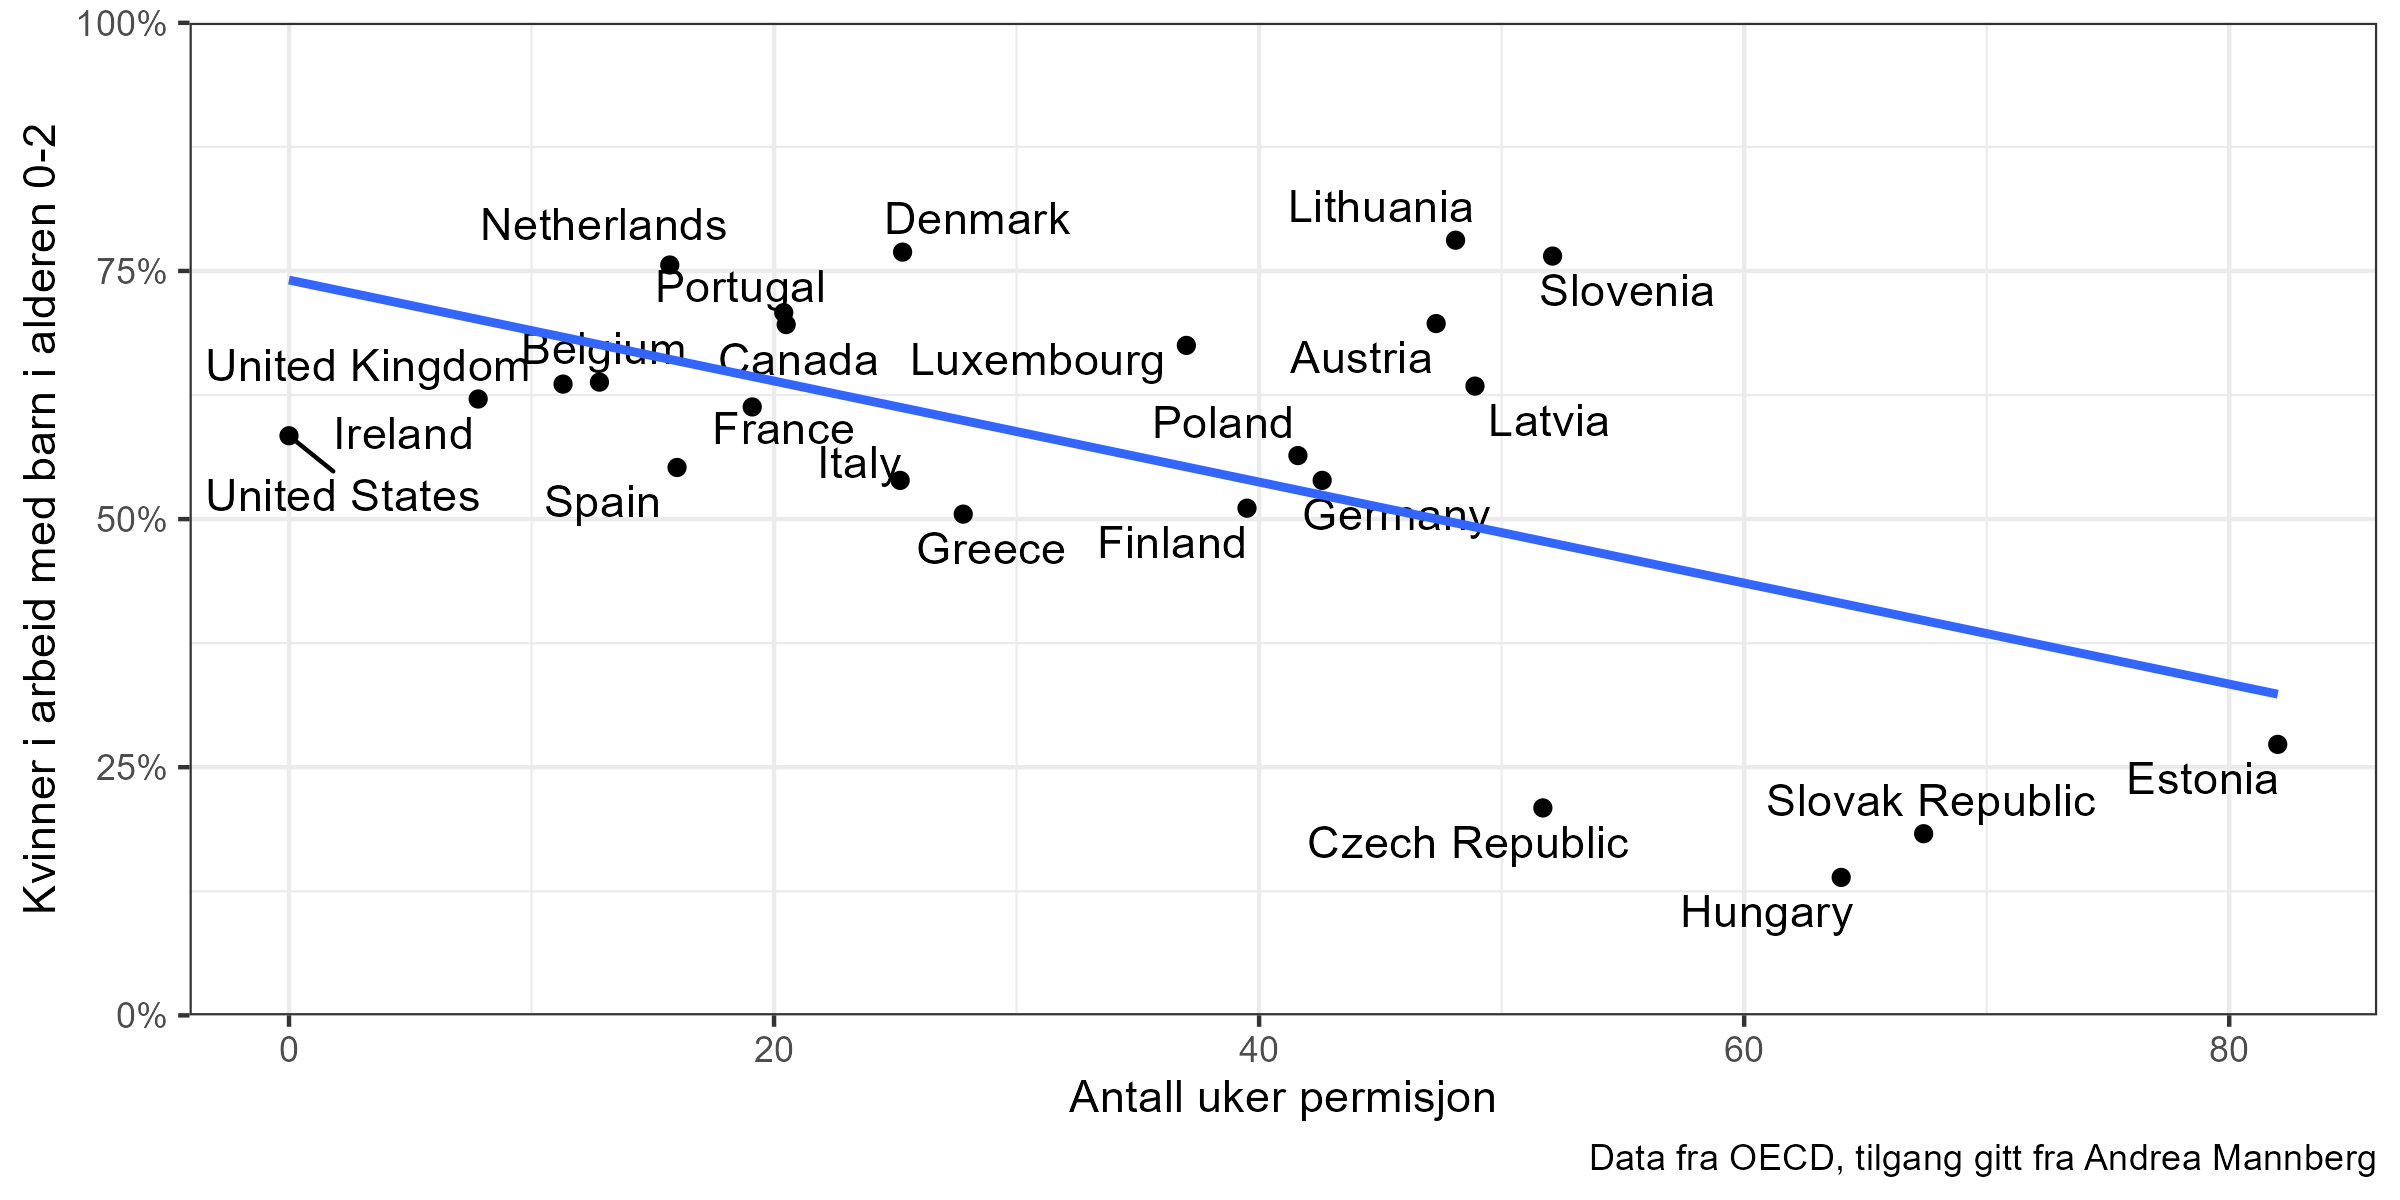 100%
75%
50%
25%
0%
Kvinner i arbeid med barn i alderen 0-2
Lithuania
Denmark
Netherlands
Portugal
Slovenia
Belgium
United Kingdom
Canada
Luxembourg
Austria
Ireland
France
Poland
Latvia
Italy
United States
Spain
Germany
Greece
Finland
Estonia
Slovak Republic
Czech Republic
Hungary
0 20 40 60 80
Antall uker permisjon
Data fra OECD, tilgang gitt fra Andrea Mannberg